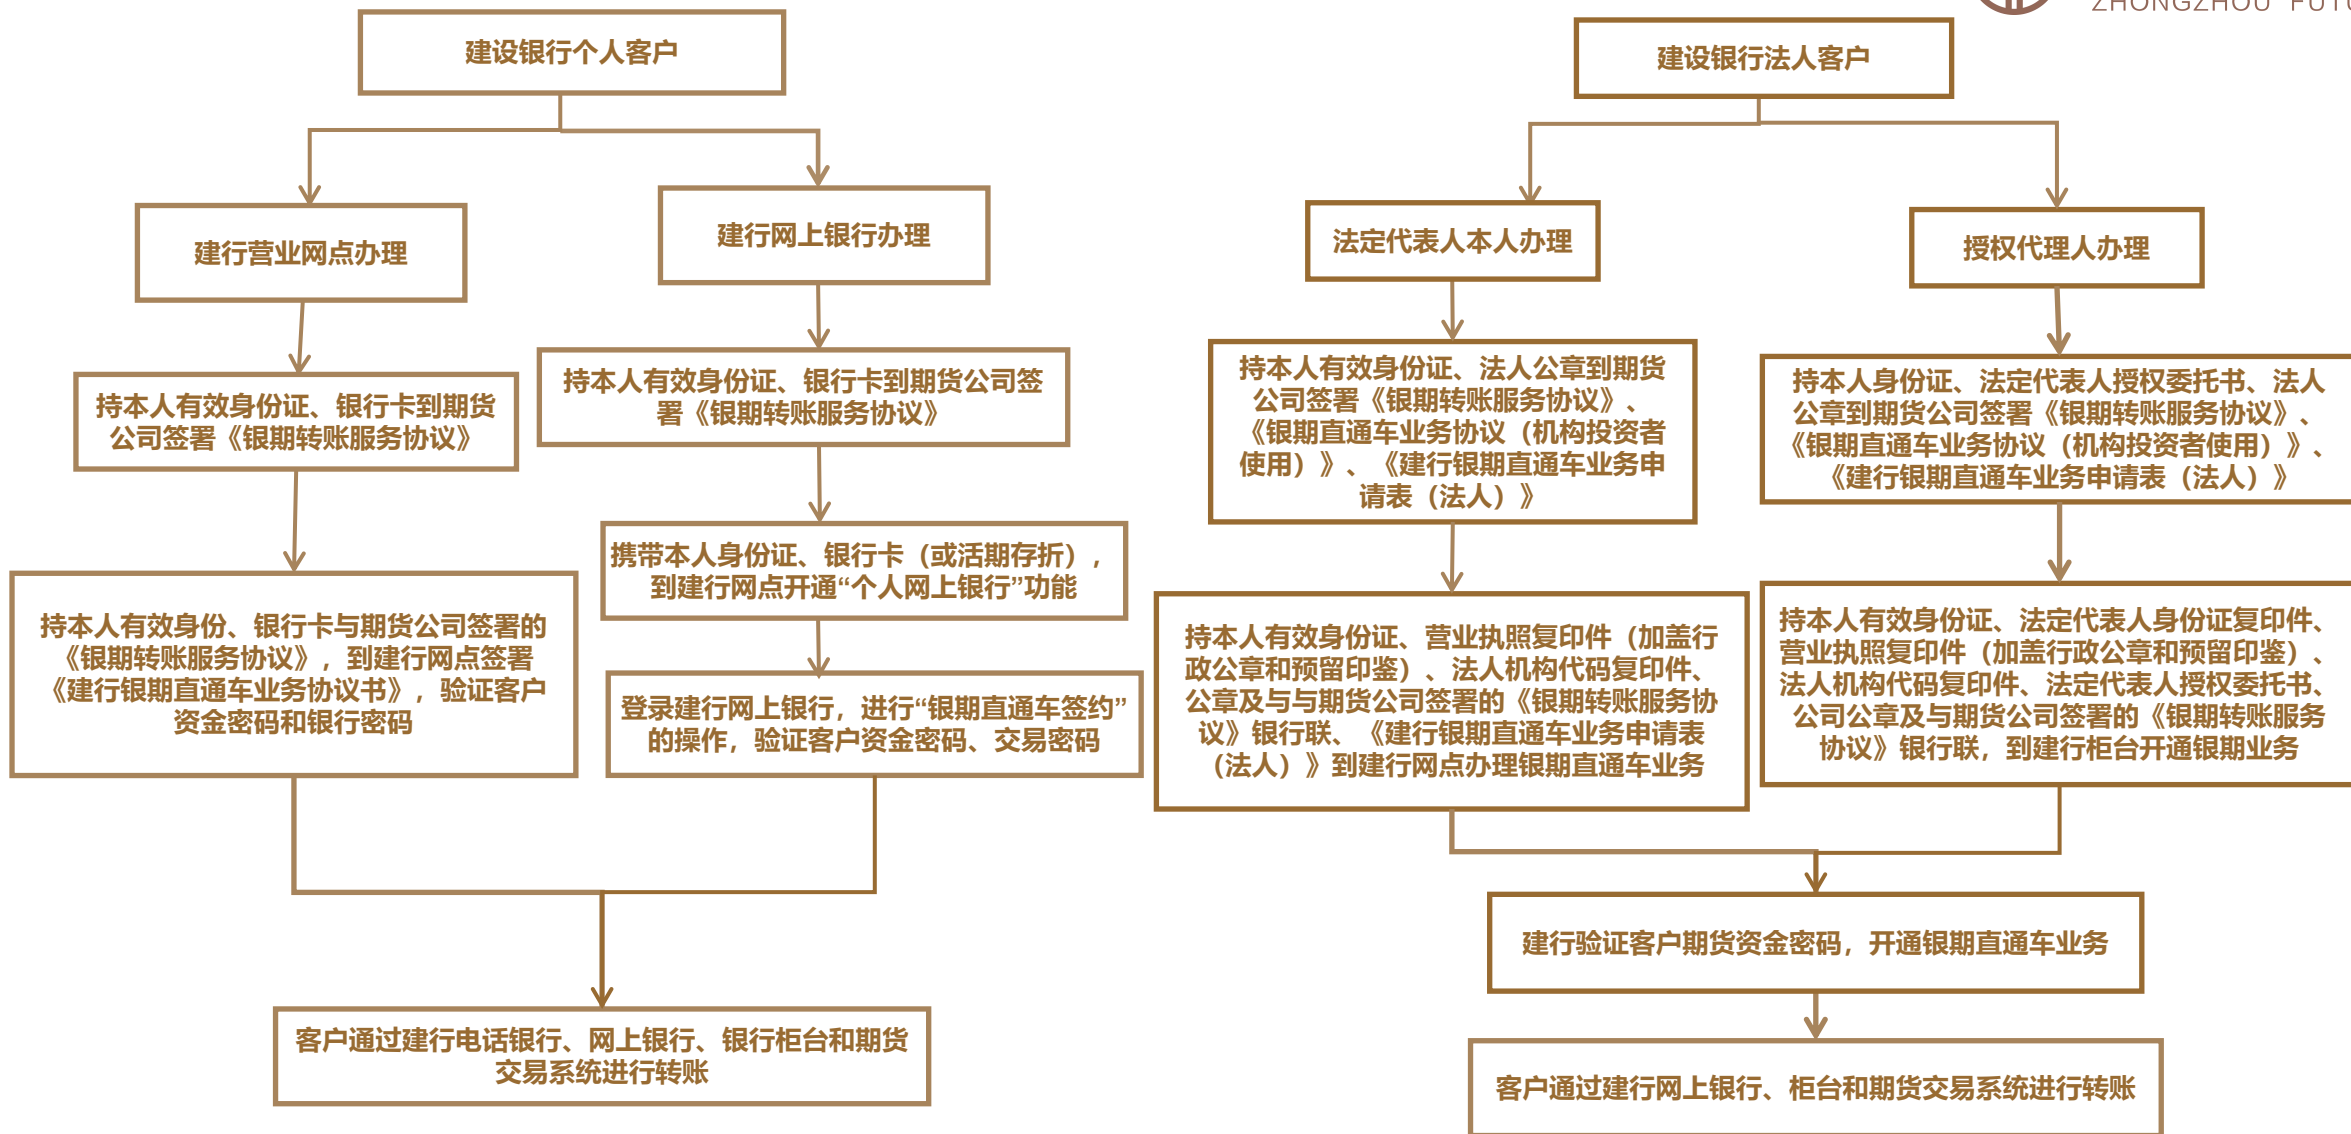 ZHONGZHOU FUTU
建设银行个人客户
建行营业网点办理
建行网上银行办理
持本人有效身份证、银行卡到期货
公司签署《银期转账服务协议》
持本人有效身份证、银行卡到期货公司签
署《银期转账服务协议》
携带本人身份证、银行卡（或活期存折），
到建行网点开通“个人网上银行”功能
持本人有效身份、银行卡与期货公司签署的
《银期转账服务协议》，到建行网点签署
《建行银期直通车业务协议书》，验证客户
资金密码和银行密码
登录建行网上银行，进行“银期直通车签约”
的操作，验证客户资金密码、交易密码
客户通过建行电话银行、网上银行、银行柜台和期货
交易系统进行转账
建设银行法人客户
法定代表人本人办理
授权代理人办理
持本人有效身份证、法人公章到期货
公司签署《银期转账服务协议》、
《银期直通车业务协议（机构投资者
使用）》、《建行银期直通车业务申
请表（法人）》
持本人身份证、法定代表人授权委托书、法人
公章到期货公司签署《银期转账服务协议》、
《银期直通车业务协议（机构投资者使用）》、
《建行银期直通车业务申请表（法人）》
持本人有效身份证、营业执照复印件（加盖行
政公章和预留印鉴）、法人机构代码复印件、
公章及与与期货公司签署的《银期转账服务协
议》银行联、《建行银期直通车业务申请表
（法人）》到建行网点办理银期直通车业务
持本人有效身份证、法定代表人身份证复印件、
营业执照复印件（加盖行政公章和预留印鉴）、
法人机构代码复印件、法定代表人授权委托书、
公司公章及与期货公司签署的《银期转账服务
协议》银行联，到建行柜台开通银期业务
建行验证客户期货资金密码，开通银期直通车业务
客户通过建行网上银行、柜台和期货交易系统进行转账